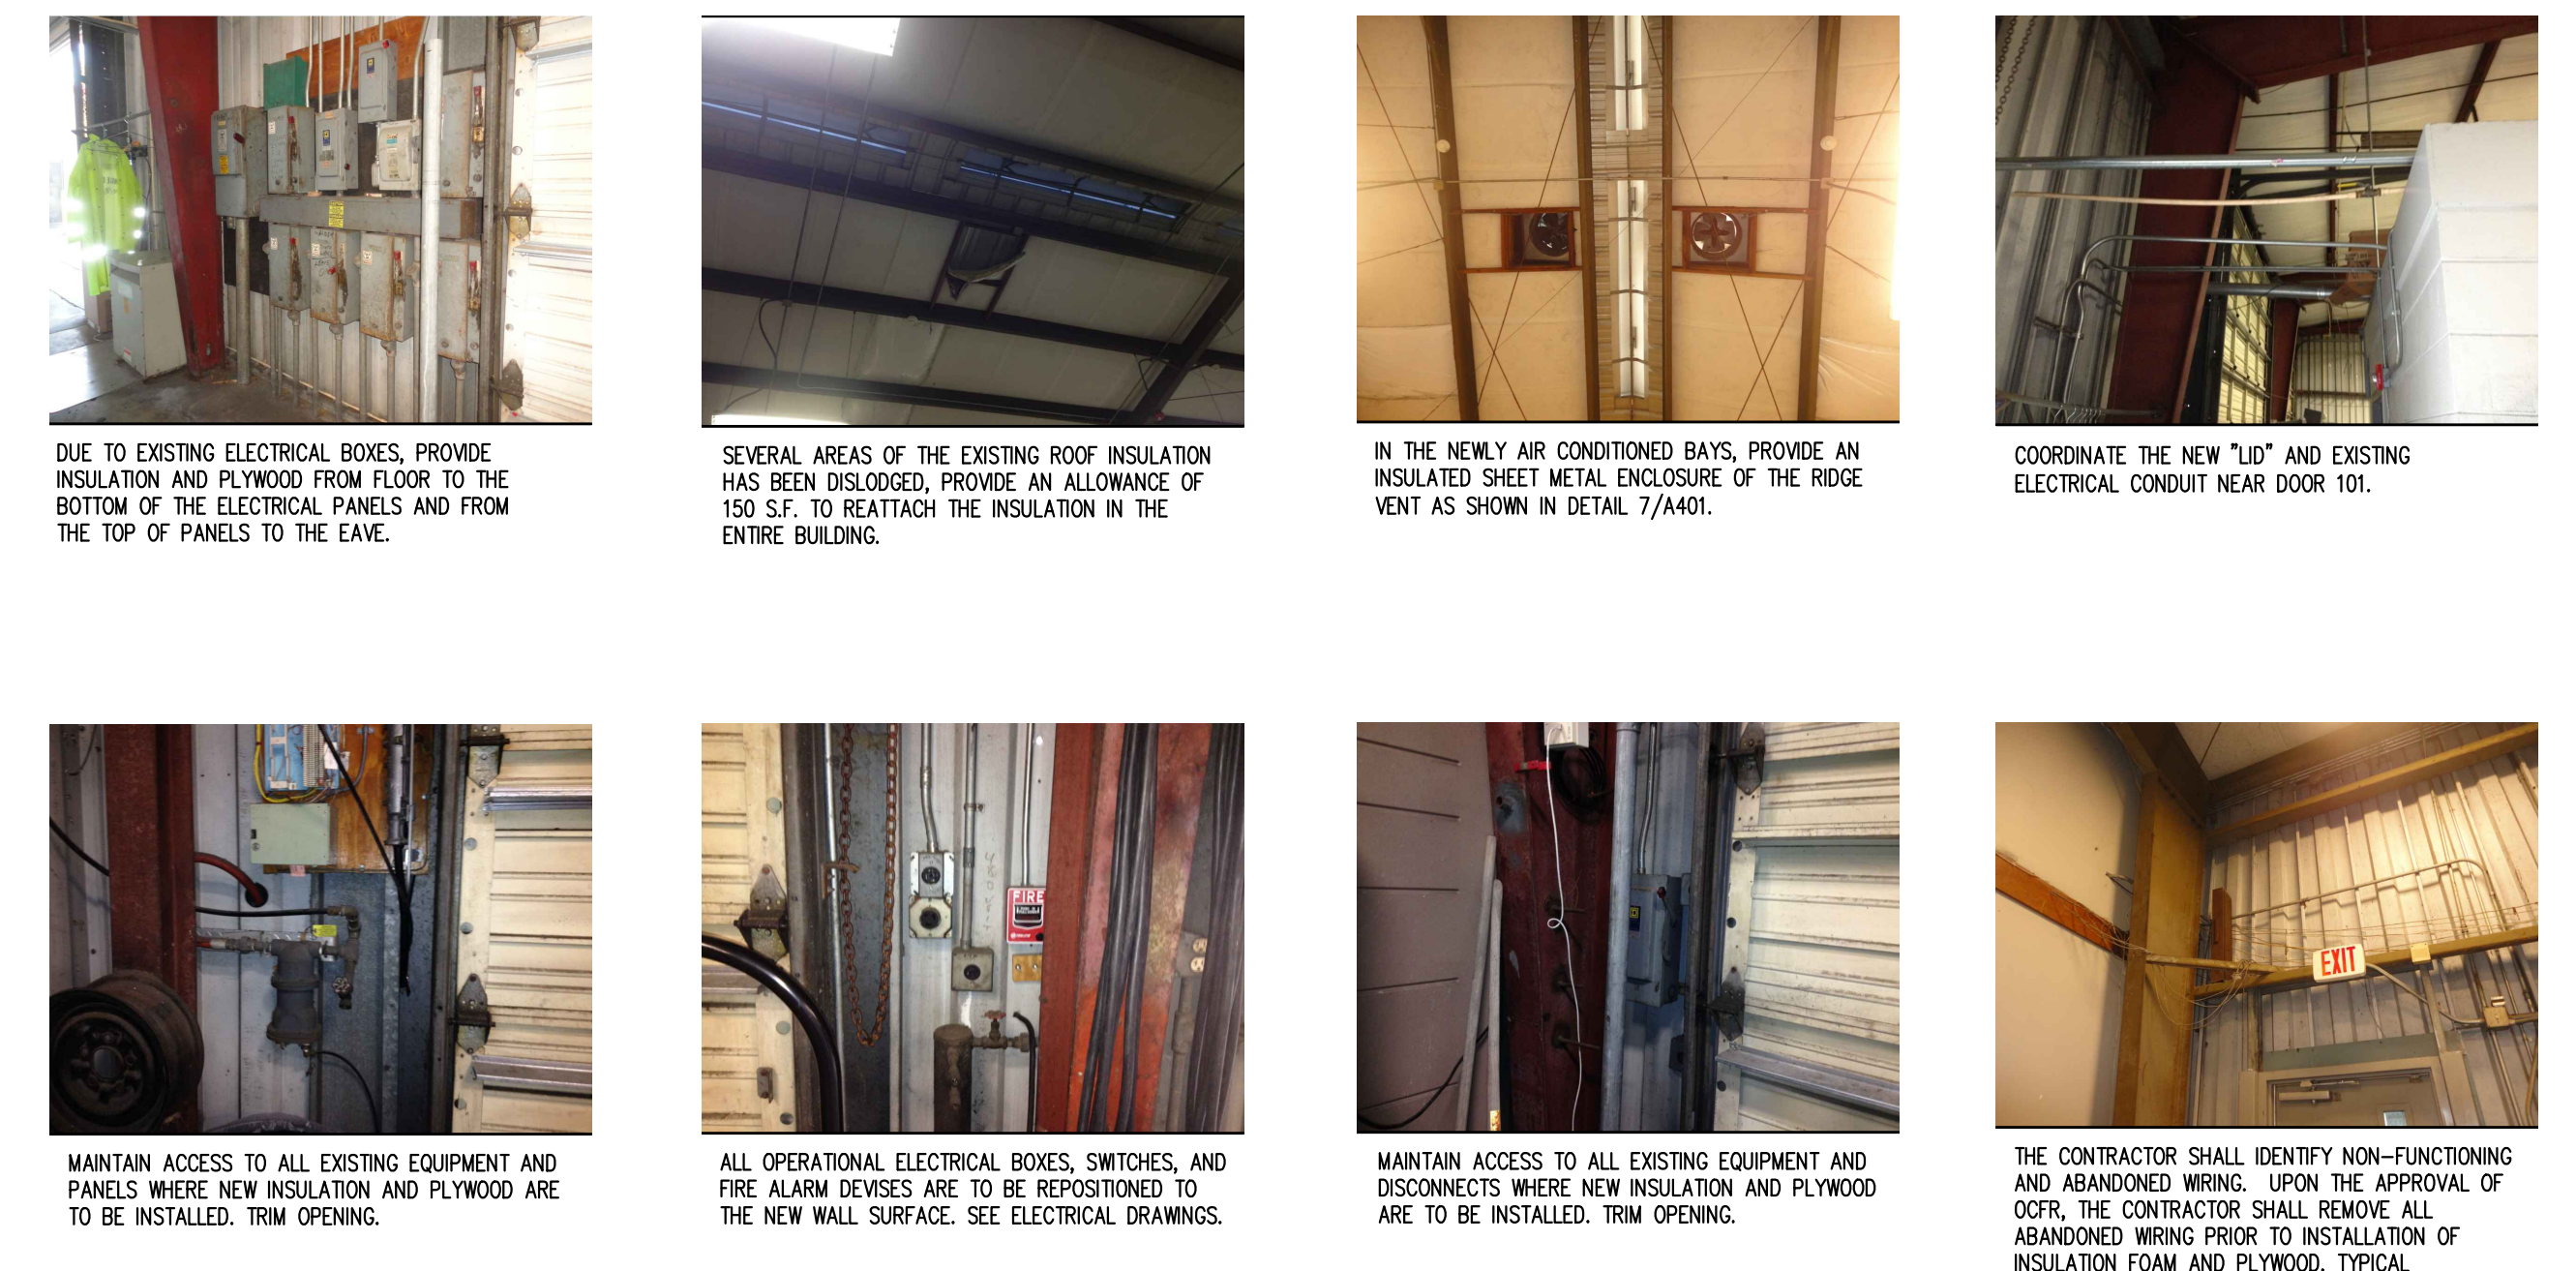 DUE TO EXISTING ELECTRICAL BOXES, PROVIDE
INSULATION AND PLYWOOD FROM FLOOR TO THE
BOTTOM OF THE ELECTRICAL PANELS AND FROM
THE TOP OF PANELS TO THE EAVE.
SEVERAL AREAS OF THE EXISTING ROOF INSULATION
HAS BEEN DISLODGED, PROVIDE AN ALLOWANCE OF
150 S.F. TO REATTACH THE INSULATION IN THE
ENTIRE BUILDING.
IN THE NEWLY AIR CONDITIONED BAYS, PROVIDE AN
INSULATED SHEET METAL ENCLOSURE OF THE RIDGE
VENT AS SHOWN IN DETAIL 7/A401.
COORDINATE THE NEW "LID" AND EXISTING
ELECTRICAL CONDUIT NEAR DOOR 101.
FIRE
EXIT
MAINTAIN ACCESS TO ALL EXISTING EQUIPMENT AND
PANELS WHERE NEW INSULATION AND PLYWOOD ARE
TO BE INSTALLED. TRIM OPENING.
ALL OPERATIONAL ELECTRICAL BOXES, SWITCHES, AND
FIRE ALARM DEVISES ARE TO BE REPOSITIONED TO
THE NEW WALL SURFACE. SEE ELECTRICAL DRAWINGS.
MAINTAIN ACCESS TO ALL EXISTING EQUIPMENT AND
DISCONNECTS WHERE NEW INSULATION AND PLYWOOD
ARE TO BE INSTALLED. TRIM OPENING.
THE CONTRACTOR SHALL IDENTIFY NON-FUNCTIONING
AND ABANDONED WIRING. UPON THE APPROVAL OF
OCFR, THE CONTRACTOR SHALL REMOVE ALL
ABANDONED WIRING PRIOR TO INSTALLATION OF
INSULATION FOAM AND PLYWOOD. TYPICAL